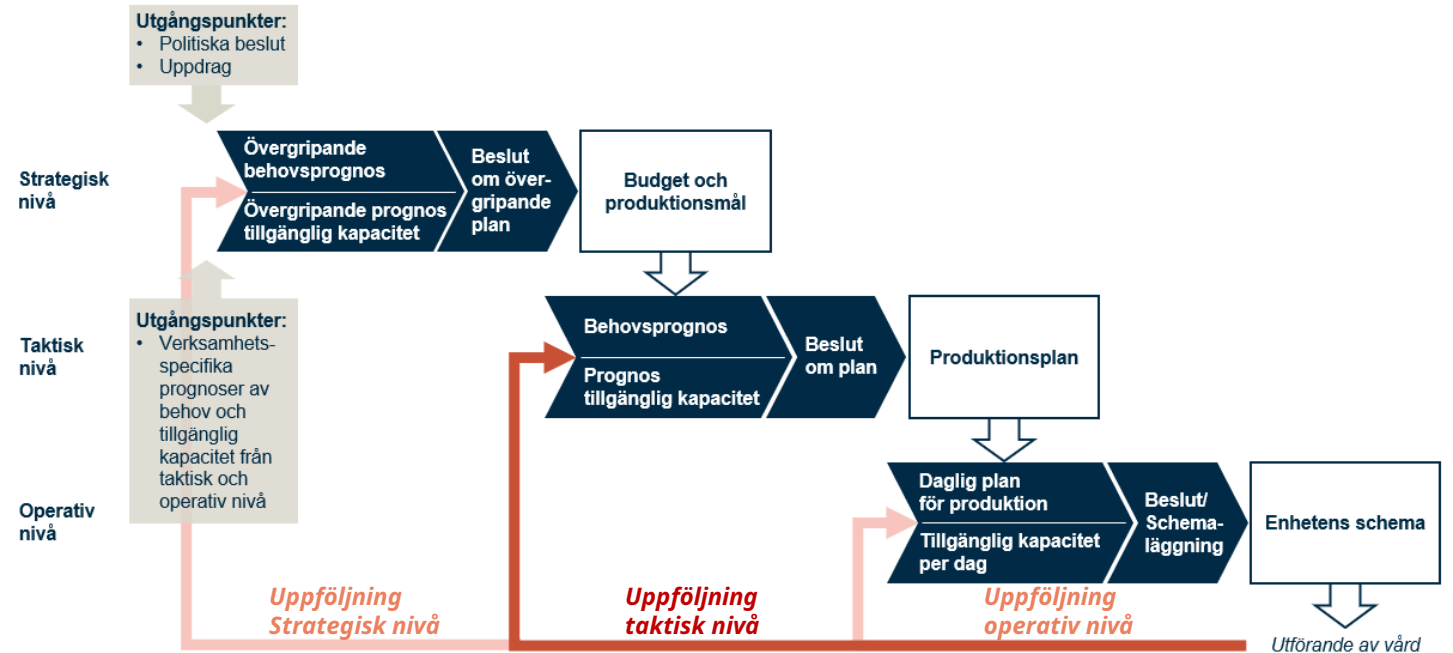 Utgångspunkter:
• Politiska beslut
• Uppdrag
Strategisk
nivå
Övergripande
behovsprognos
Övergripande prognos
tillgänglig kapacitet
Beslut
om över-
gripande
plan
Budget och
produktionsmål
Utgångspunkter:
• Verksamhets-
specifika
prognoser av
behov och
tillgänglig
kapacitet från
taktisk och
operativ nivå
Taktisk
nivå
Behovsprognos
Prognos
tillgänglig kapacitet
Beslut
om plan
Produktionsplan
Operativ
nivå
Daglig plan
för produktion
Tillgänglig kapacitet
per dag
Beslut/
Schema-
läggning
Enhetens schema
Uppföljning
Strategisk nivå
Uppföljning
taktisk nivå
Uppföljning
operativ nivå
Utförande av vård